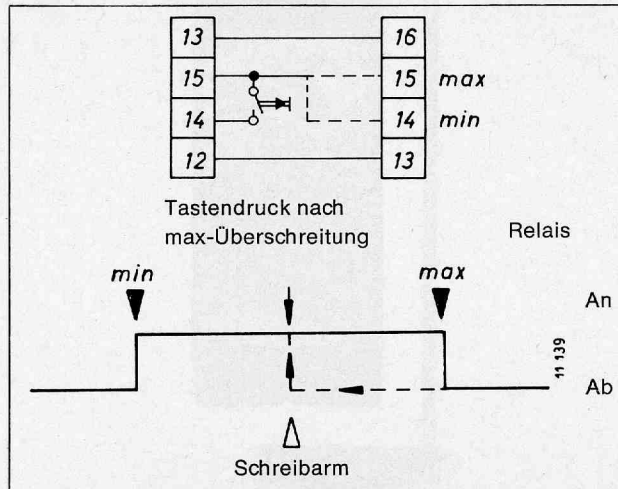 13 16
15 15 max
14 14 min
12 13
Tastendruck nach
max-Überschreitung
Relais
min max
An
11 139
Ab
Schreibarm